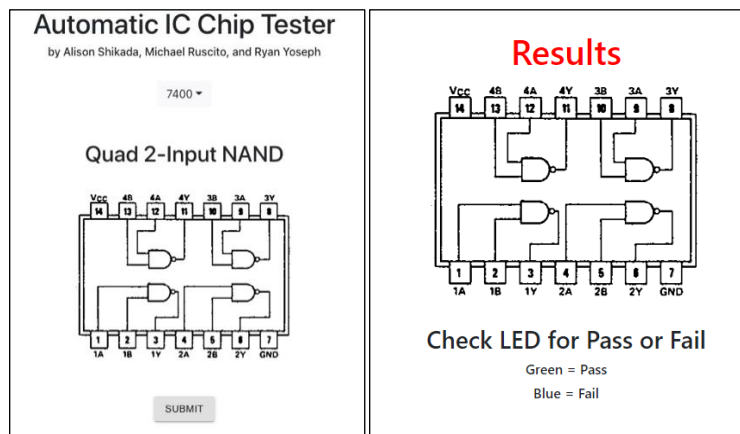 Automatic IC Chip Tester
by Alison Shikada, Michael Ruscito, and Ryan Yoseph
7400
Quad 2-Input NAND
Vcc 4B 4A 4Y 3B 3A 3Y
14 13 12 11 10 9 8
1 2 3 4 5 6 7
1A 1B 1Y 2A 2B 2Y GND
SUBMIT
Results
Vcc 4B 4A 4Y 3B 3A 3Y
14 13 12 11 10 9 8
1 2 3 4 5 6 7
1A 1B 1Y 2A 2B 2Y GND
Check LED for Pass or Fail
Green = Pass
Blue = Fail